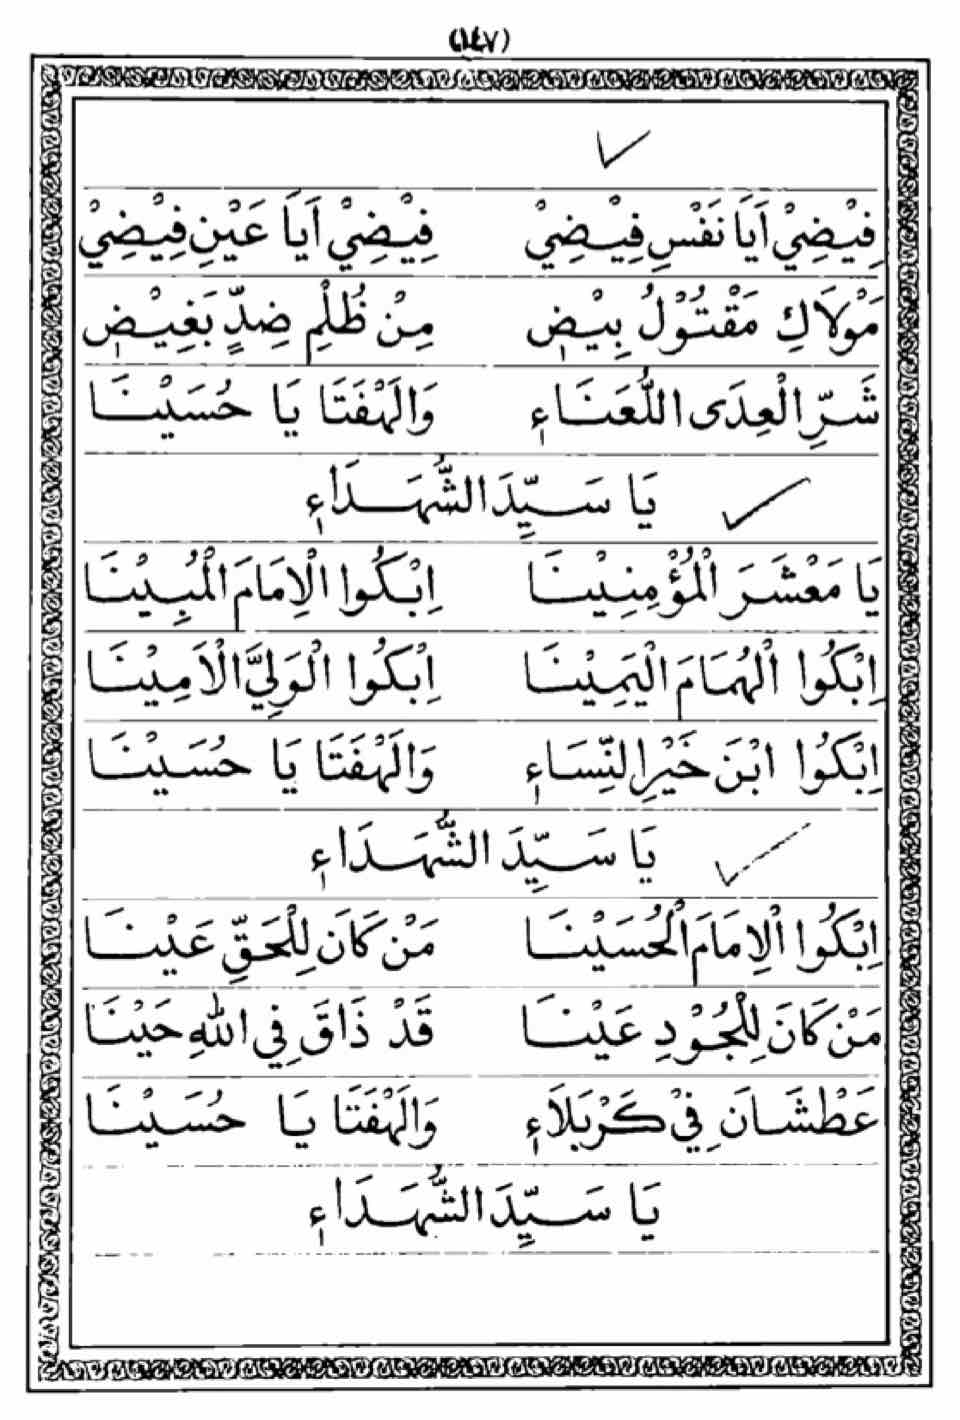 (١٤٧)
فِيْضِيْ اَيَا نَفْسِ فِيْضِيْ فِيْضِيْ اَيَا عَيْنِ فِيْضِيْ
مَوْلَاكِ مَقْتُوْلُ بِيْضٍ مِنْ ظُلْمِ ضِدٍّ بَغِيْضٍ
شَرِّ الْعِدَى اللُّعَنَاءِ وَالَهْفَتَا يَا حُسَيْنَا
يَا سَيِّدَ الشُّهَدَاءِ
يَا مَعْشَرَ الْمُؤْمِنِيْنَا اِبْكُوا الْاِمَامَ الْمُبِيْنَا
اِبْكُوا الْهُمَامَ الْيَمِيْنَا اِبْكُوا الْوَلِيَّ الْاَمِيْنَا
اِبْكُوا ابْنَ خَيْرِ النِّسَاءِ وَالَهْفَتَا يَا حُسَيْنَا
يَا سَيِّدَ الشُّهَدَاءِ
اِبْكُوا الْاِمَامَ الْحُسَيْنَا مَنْ كَانَ لِلْحَقِّ عَيْنَا
مَنْ كَانَ لِلْجُوْدِ عَيْنَا قَدْ ذَاقَ فِي اللهِ حَيْنَا
عَطْشَانَ فِيْ كَرْبَلَاءِ وَالَهْفَتَا يَا حُسَيْنَا
يَا سَيِّدَ الشُّهَدَاءِ